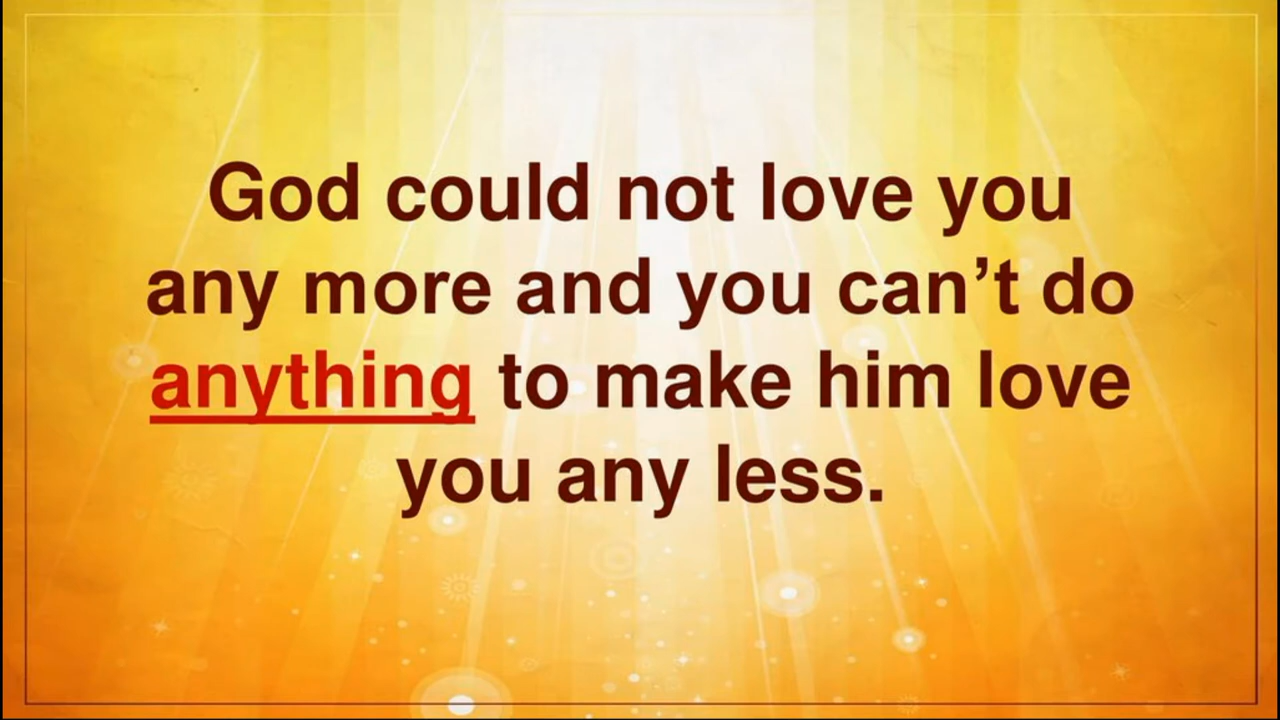 God could not love you
any more and you can’t do
anything to make him love
you any less.